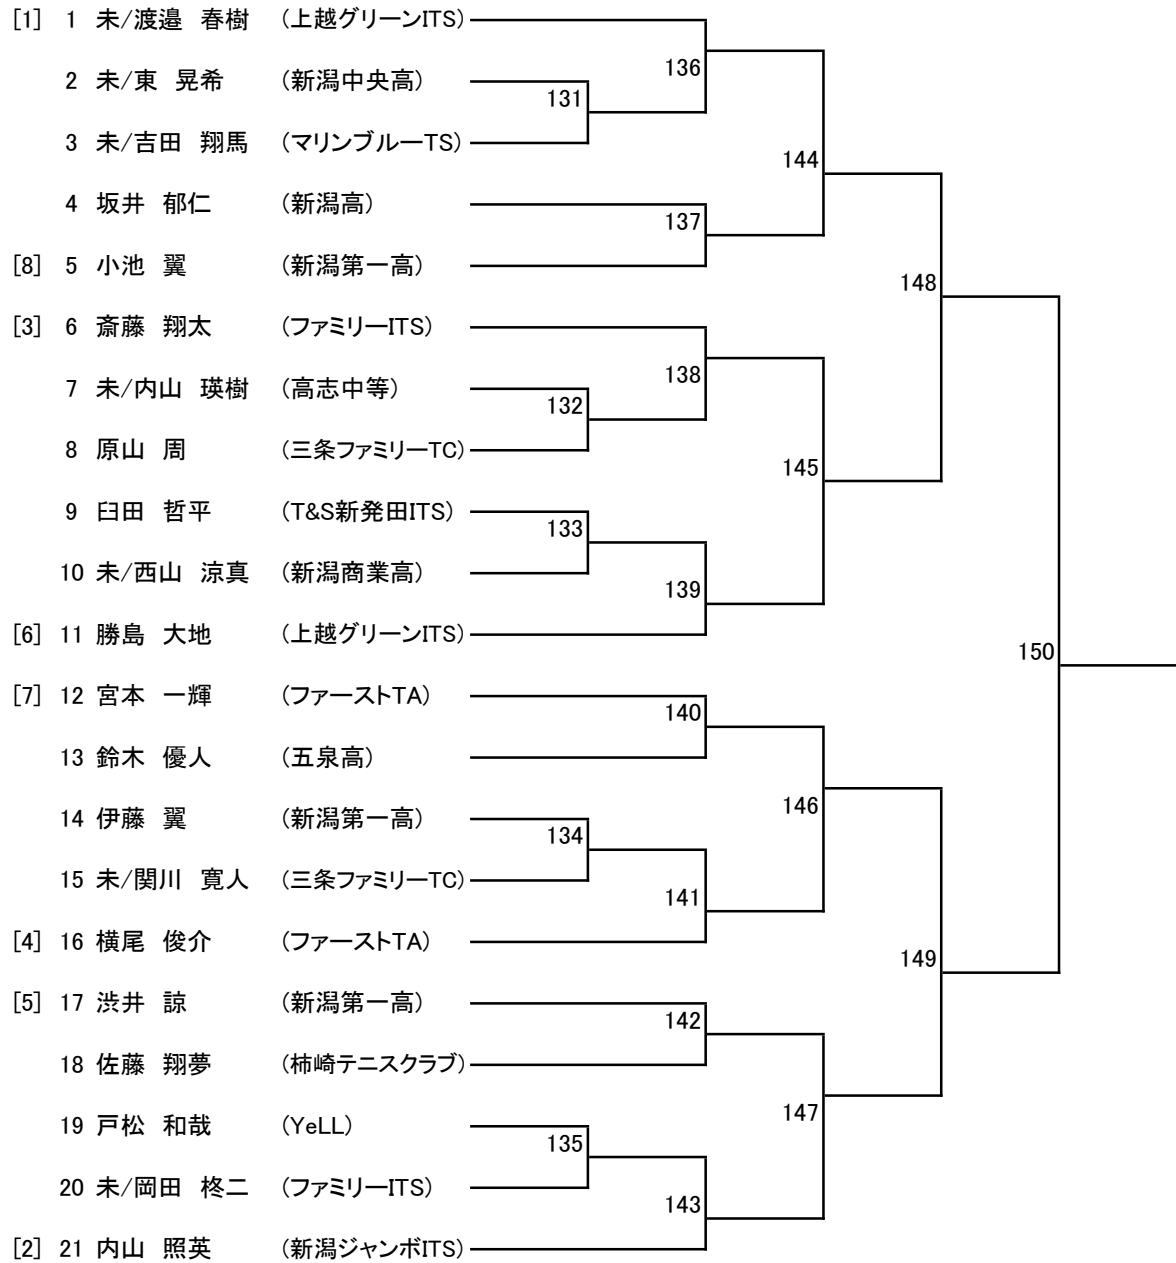 [1] 1 未/渡邉 春樹 (上越グリーンITS)
136
2 未/東 晃希 (新潟中央高)
131
3 未/吉田 翔馬 (マリンブルーTS)
144
4 坂井 郁仁 (新潟高)
137
[8] 5 小池 翼 (新潟第一高)
148
[3] 6 斎藤 翔太 (ファミリーITS)
138
7 未/内山 瑛樹 (高志中等)
132
8 原山 周 (三条ファミリーTC)
145
9 臼田 哲平 (T&S新発田ITS)
133
10 未/西山 涼真 (新潟商業高)
139
[6] 11 勝島 大地 (上越グリーンITS)
150
[7] 12 宮本 一輝 (ファーストTA)
140
13 鈴木 優人 (五泉高)
146
14 伊藤 翼 (新潟第一高)
134
15 未/関川 寛人 (三条ファミリーTC)
141
[4] 16 横尾 俊介 (ファーストTA)
149
[5] 17 渋井 諒 (新潟第一高)
142
18 佐藤 翔夢 (柿崎テニスクラブ)
147
19 戸松 和哉 (YeLL)
135
20 未/岡田 柊二 (ファミリーITS)
143
[2] 21 内山 照英 (新潟ジャンボITS)